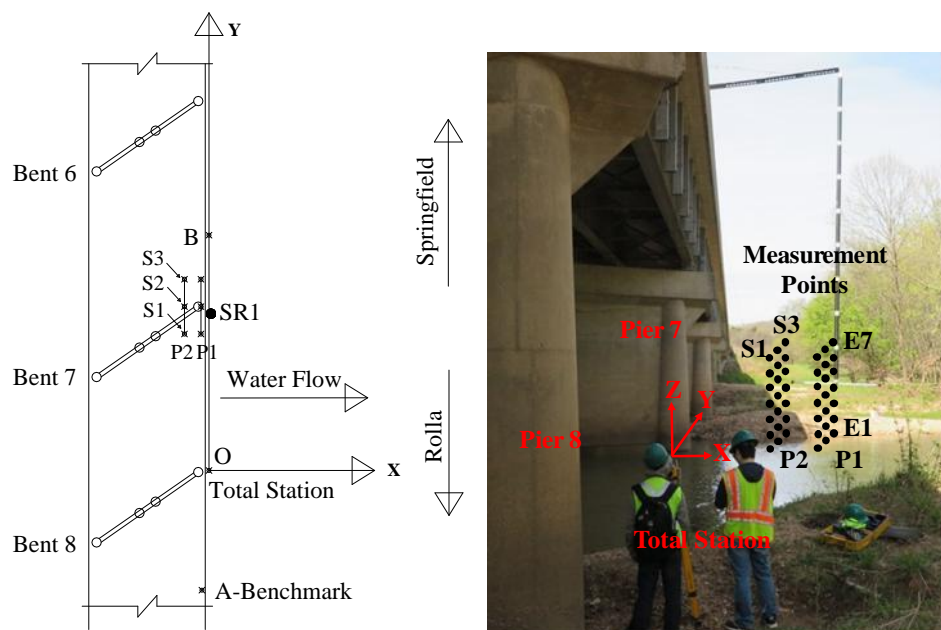 Y
Bent 6
B
S3
S2
S1
SR1
P2 P1
Bent 7
Water Flow
O
X
Total Station
Bent 8
A-Benchmark
Springfield
Rolla
Measurement
Points
S3
S1
E7
Pier 7
Z
Y
X
E1
P2
P1
Pier 8
Total Station